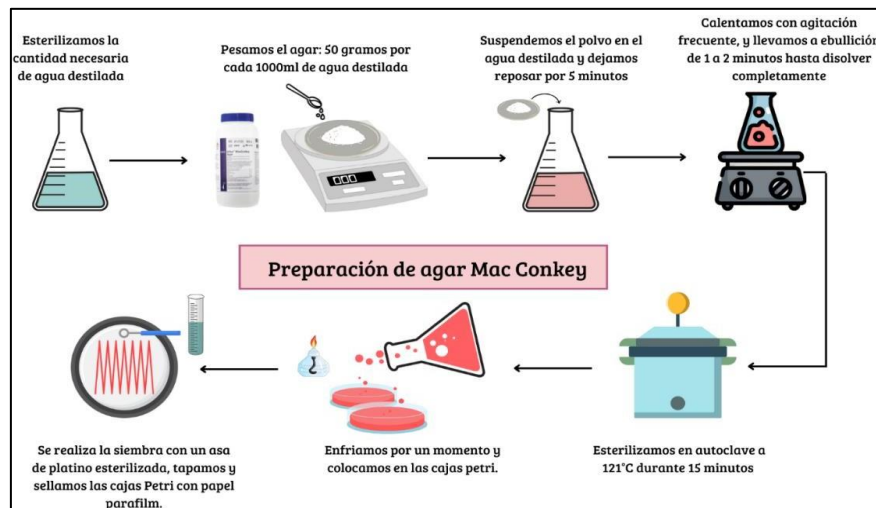 Esterilizamos la
cantidad necesaria
de agua destilada
Pesamos el agar: 50 gramos por
cada 1000ml de agua destilada
Suspendemos el polvo en el
agua destilada y dejamos
reposar por 5 minutos
Calentamos con agitación
frecuente, y llevamos a ebullición
de 1 a 2 minutos hasta disolver
completamente
000
Preparación de agar Mac Conkey
Se realiza la siembra con un asa
de platino esterilizada, tapamos y
sellamos las cajas Petri con papel
parafilm.
Enfriamos por un momento y
colocamos en las cajas petri.
Esterilizamos en autoclave a
121°C durante 15 minutos